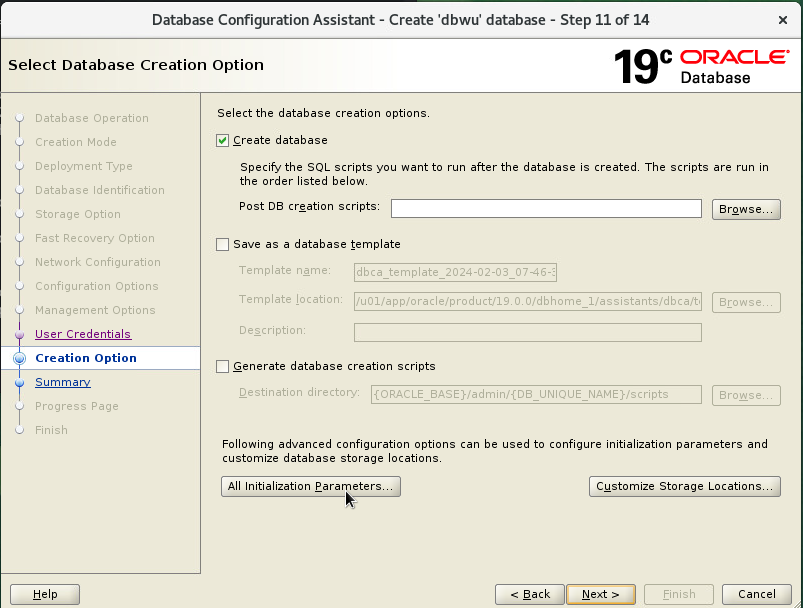 Database Configuration Assistant - Create 'dbwu' database - Step 11 of 14
Select Database Creation Option
19c ORACLE
Database
Database Operation
Creation Mode
Deployment Type
Database Identification
Storage Option
Fast Recovery Option
Network Configuration
Configuration Options
Management Options
User Credentials
Creation Option
Summary
Progress Page
Finish
Select the database creation options.
Create database
Specify the SQL scripts you want to run after the database is created. The scripts are run in
the order listed below.
Post DB creation scripts:
Browse...
Save as a database template
Template name: dbca_template_2024-02-03_07-46-
Template location: /u01/app/oracle/product/19.0.0/dbhome_1/assistants/dbca/t
Browse...
Description:
Generate database creation scripts
Destination directory: {ORACLE_BASE}/admin/{DB_UNIQUE_NAME}/scripts
Browse...
Following advanced configuration options can be used to configure initialization parameters and
customize database storage locations.
All Initialization Parameters...
Customize Storage Locations...
Help
< Back
Next >
Finish
Cancel